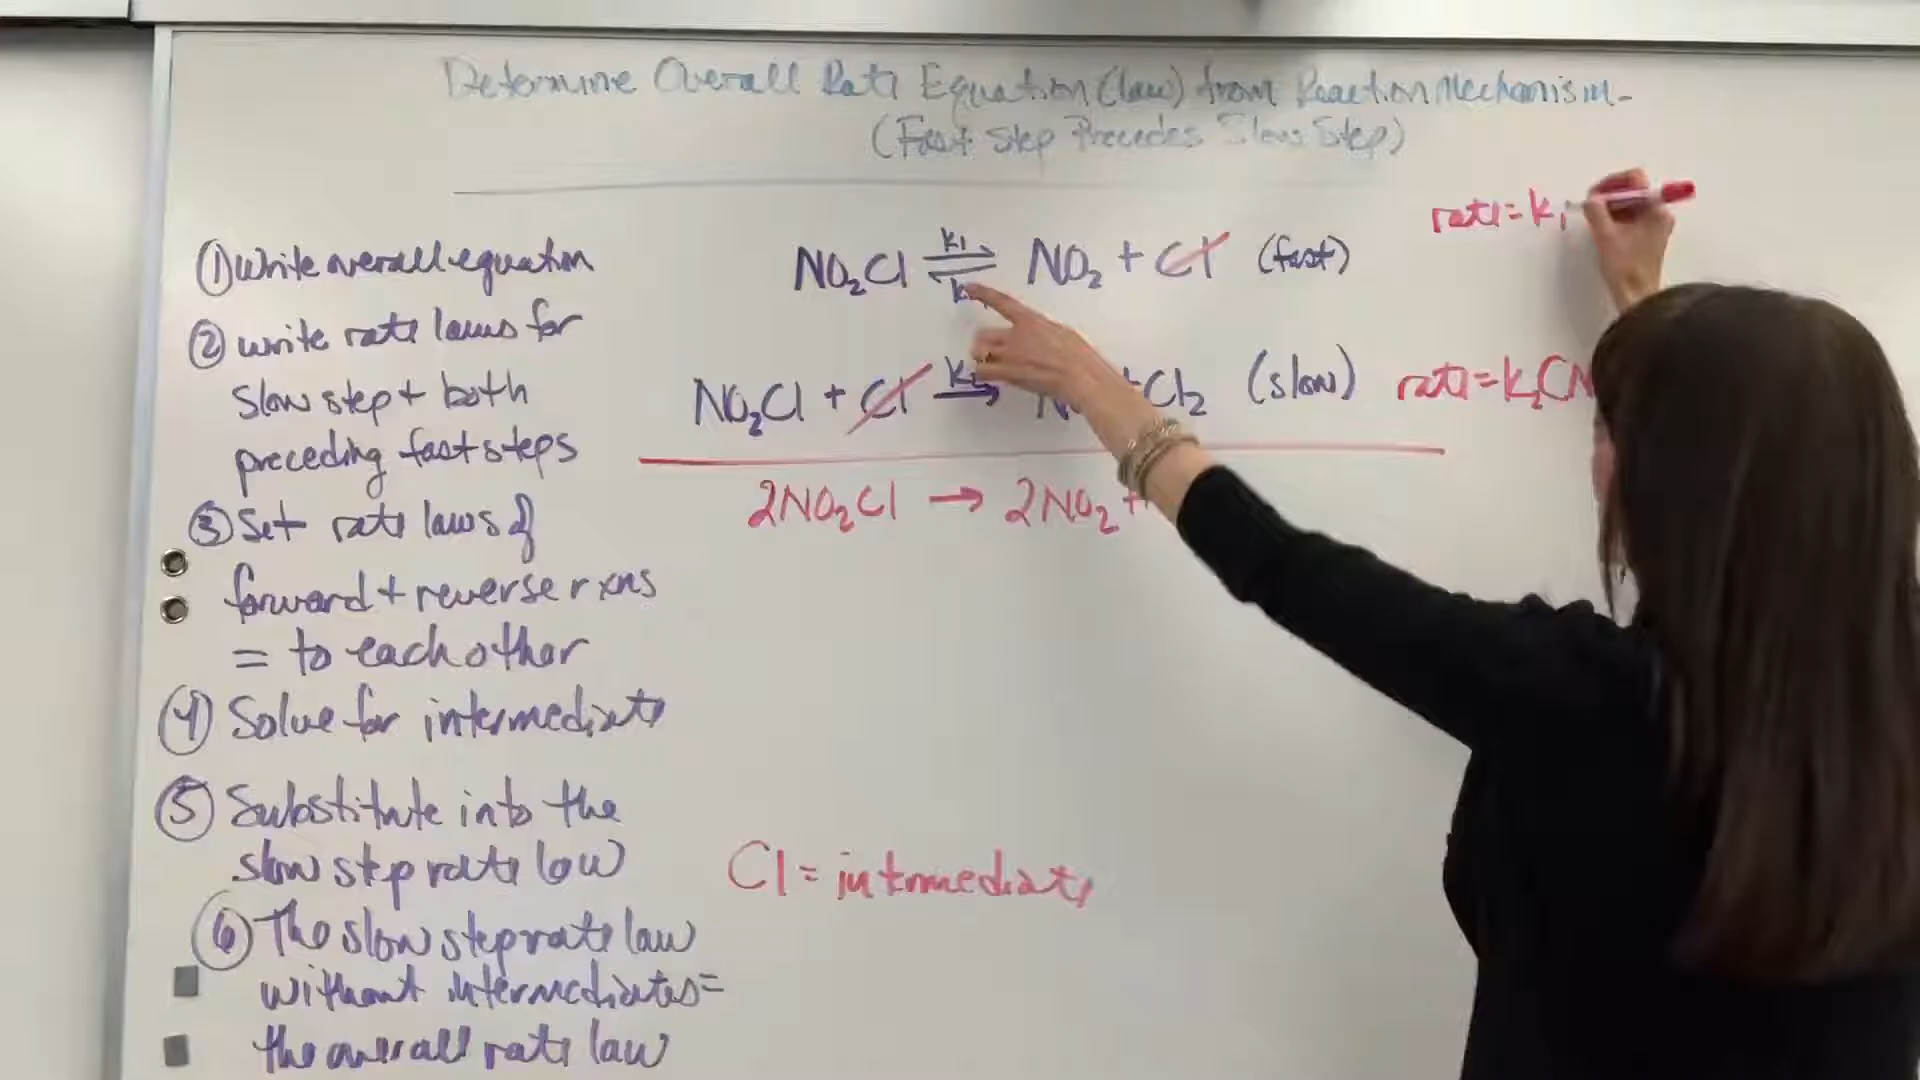 Determine Overall Rate Equation (law) from Reaction Mechanism -
(Fast Step Precedes Slow Step)
① Write overall equation
② write rate laws for
slow step + both
preceding fast steps
③ Set rate laws of
forward + reverse rxns
= to each other
④ Solve for intermediate
⑤ Substitute into the
slow step rate law
⑥ The slow step rate law
without intermediates =
the overall rate law
k₁
NO₂Cl ⇌ NO₂ + Cl (fast)
rate = k₁
NO₂Cl + Cl → + Cl₂ (slow)
rate = k₂[N
2NO₂Cl → 2NO₂ +
Cl = intermediate